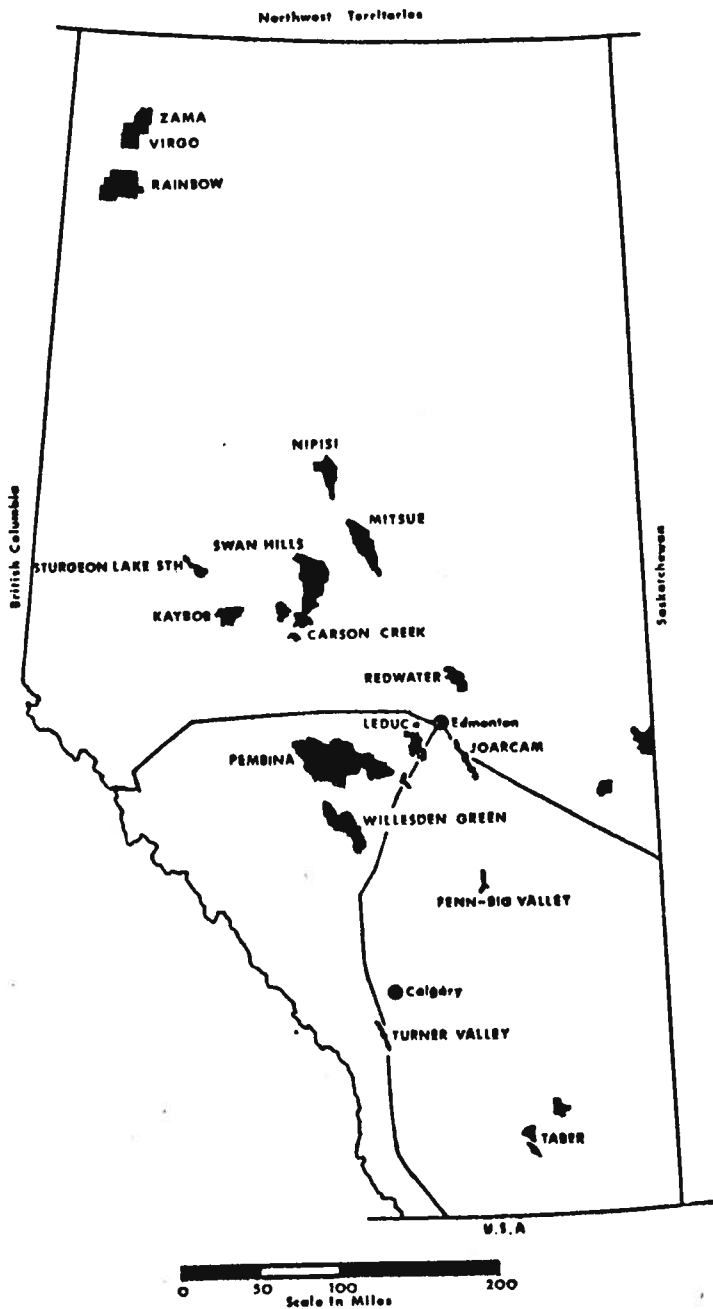 Northwest Territories
ZAMA
VIRGO
RAINBOW
NIPISI
MITSUE
SWAN HILLS
STURGEON LAKE STH
British Columbia
Saskatchewan
KAYBOB
CARSON CREEK
REDWATER
LEDUC
Edmonton
JOARCAM
PEMBINA
WILLESDEN GREEN
FENN-BIG VALLEY
Calgary
TURNER VALLEY
TABER
U.S.A
0 50 100 200
Scale In Miles